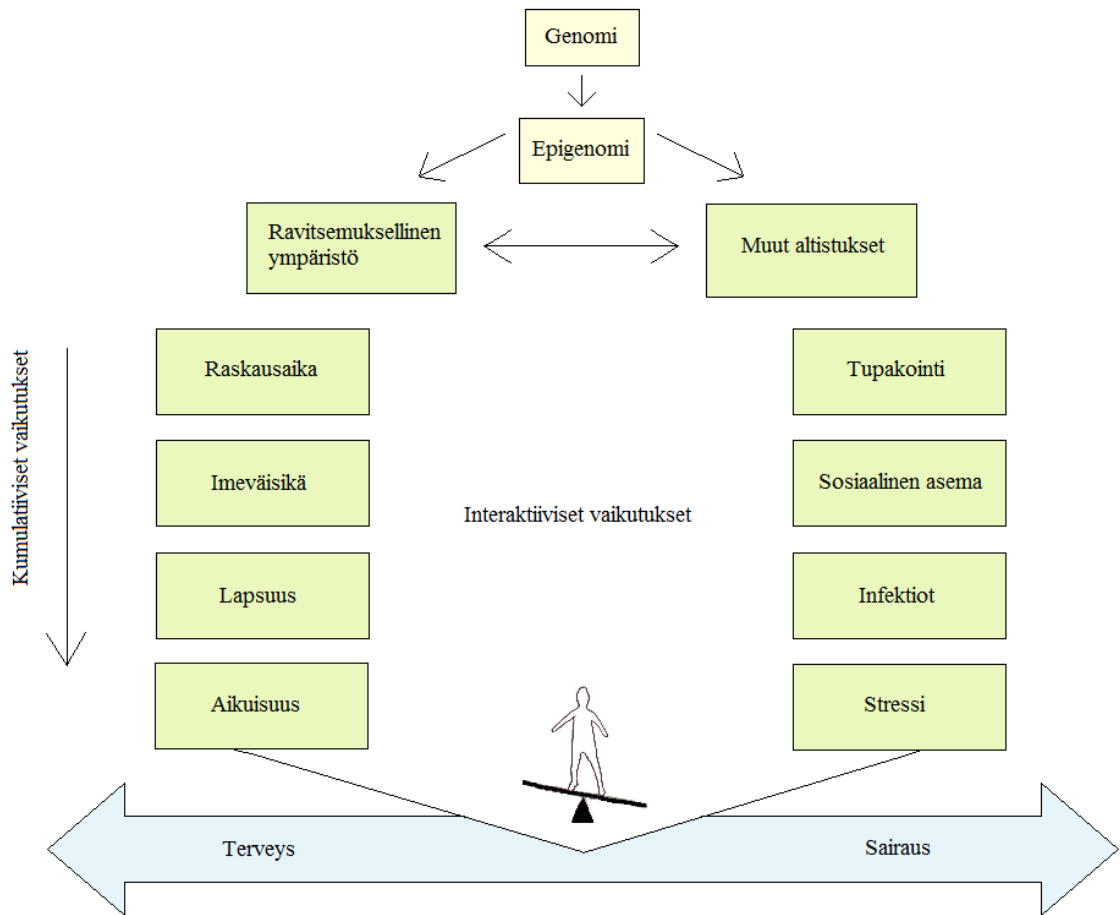 Genomi
Epigenomi
Ravitsemuksellinen
ympäristö
Muut altistukset
Kumulatiiviset vaikutukset
Raskausaika
Tupakointi
Imeväisikä
Sosiaalinen asema
Interaktiiviset vaikutukset
Lapsuus
Infektiot
Aikuisuus
Stressi
Terveys
Sairaus